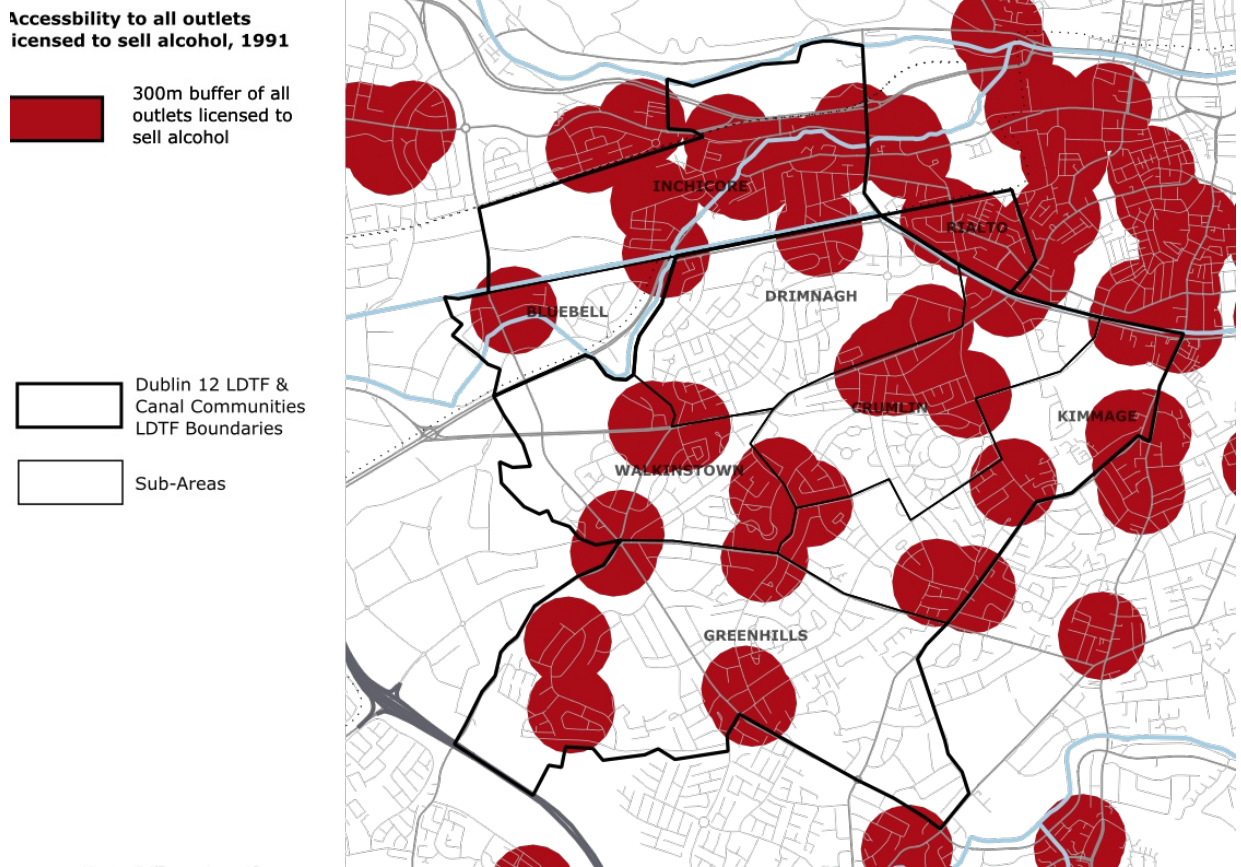 Accessbility to all outlets
licensed to sell alcohol, 1991
300m buffer of all
outlets licensed to
sell alcohol
Dublin 12 LDTF &
Canal Communities
LDTF Boundaries
Sub-Areas
INCHICORE
RIALTO
DRIMNAGH
BLUEBELL
CRUMLIN
KIMMAGE
WALKINSTOWN
GREENHILLS